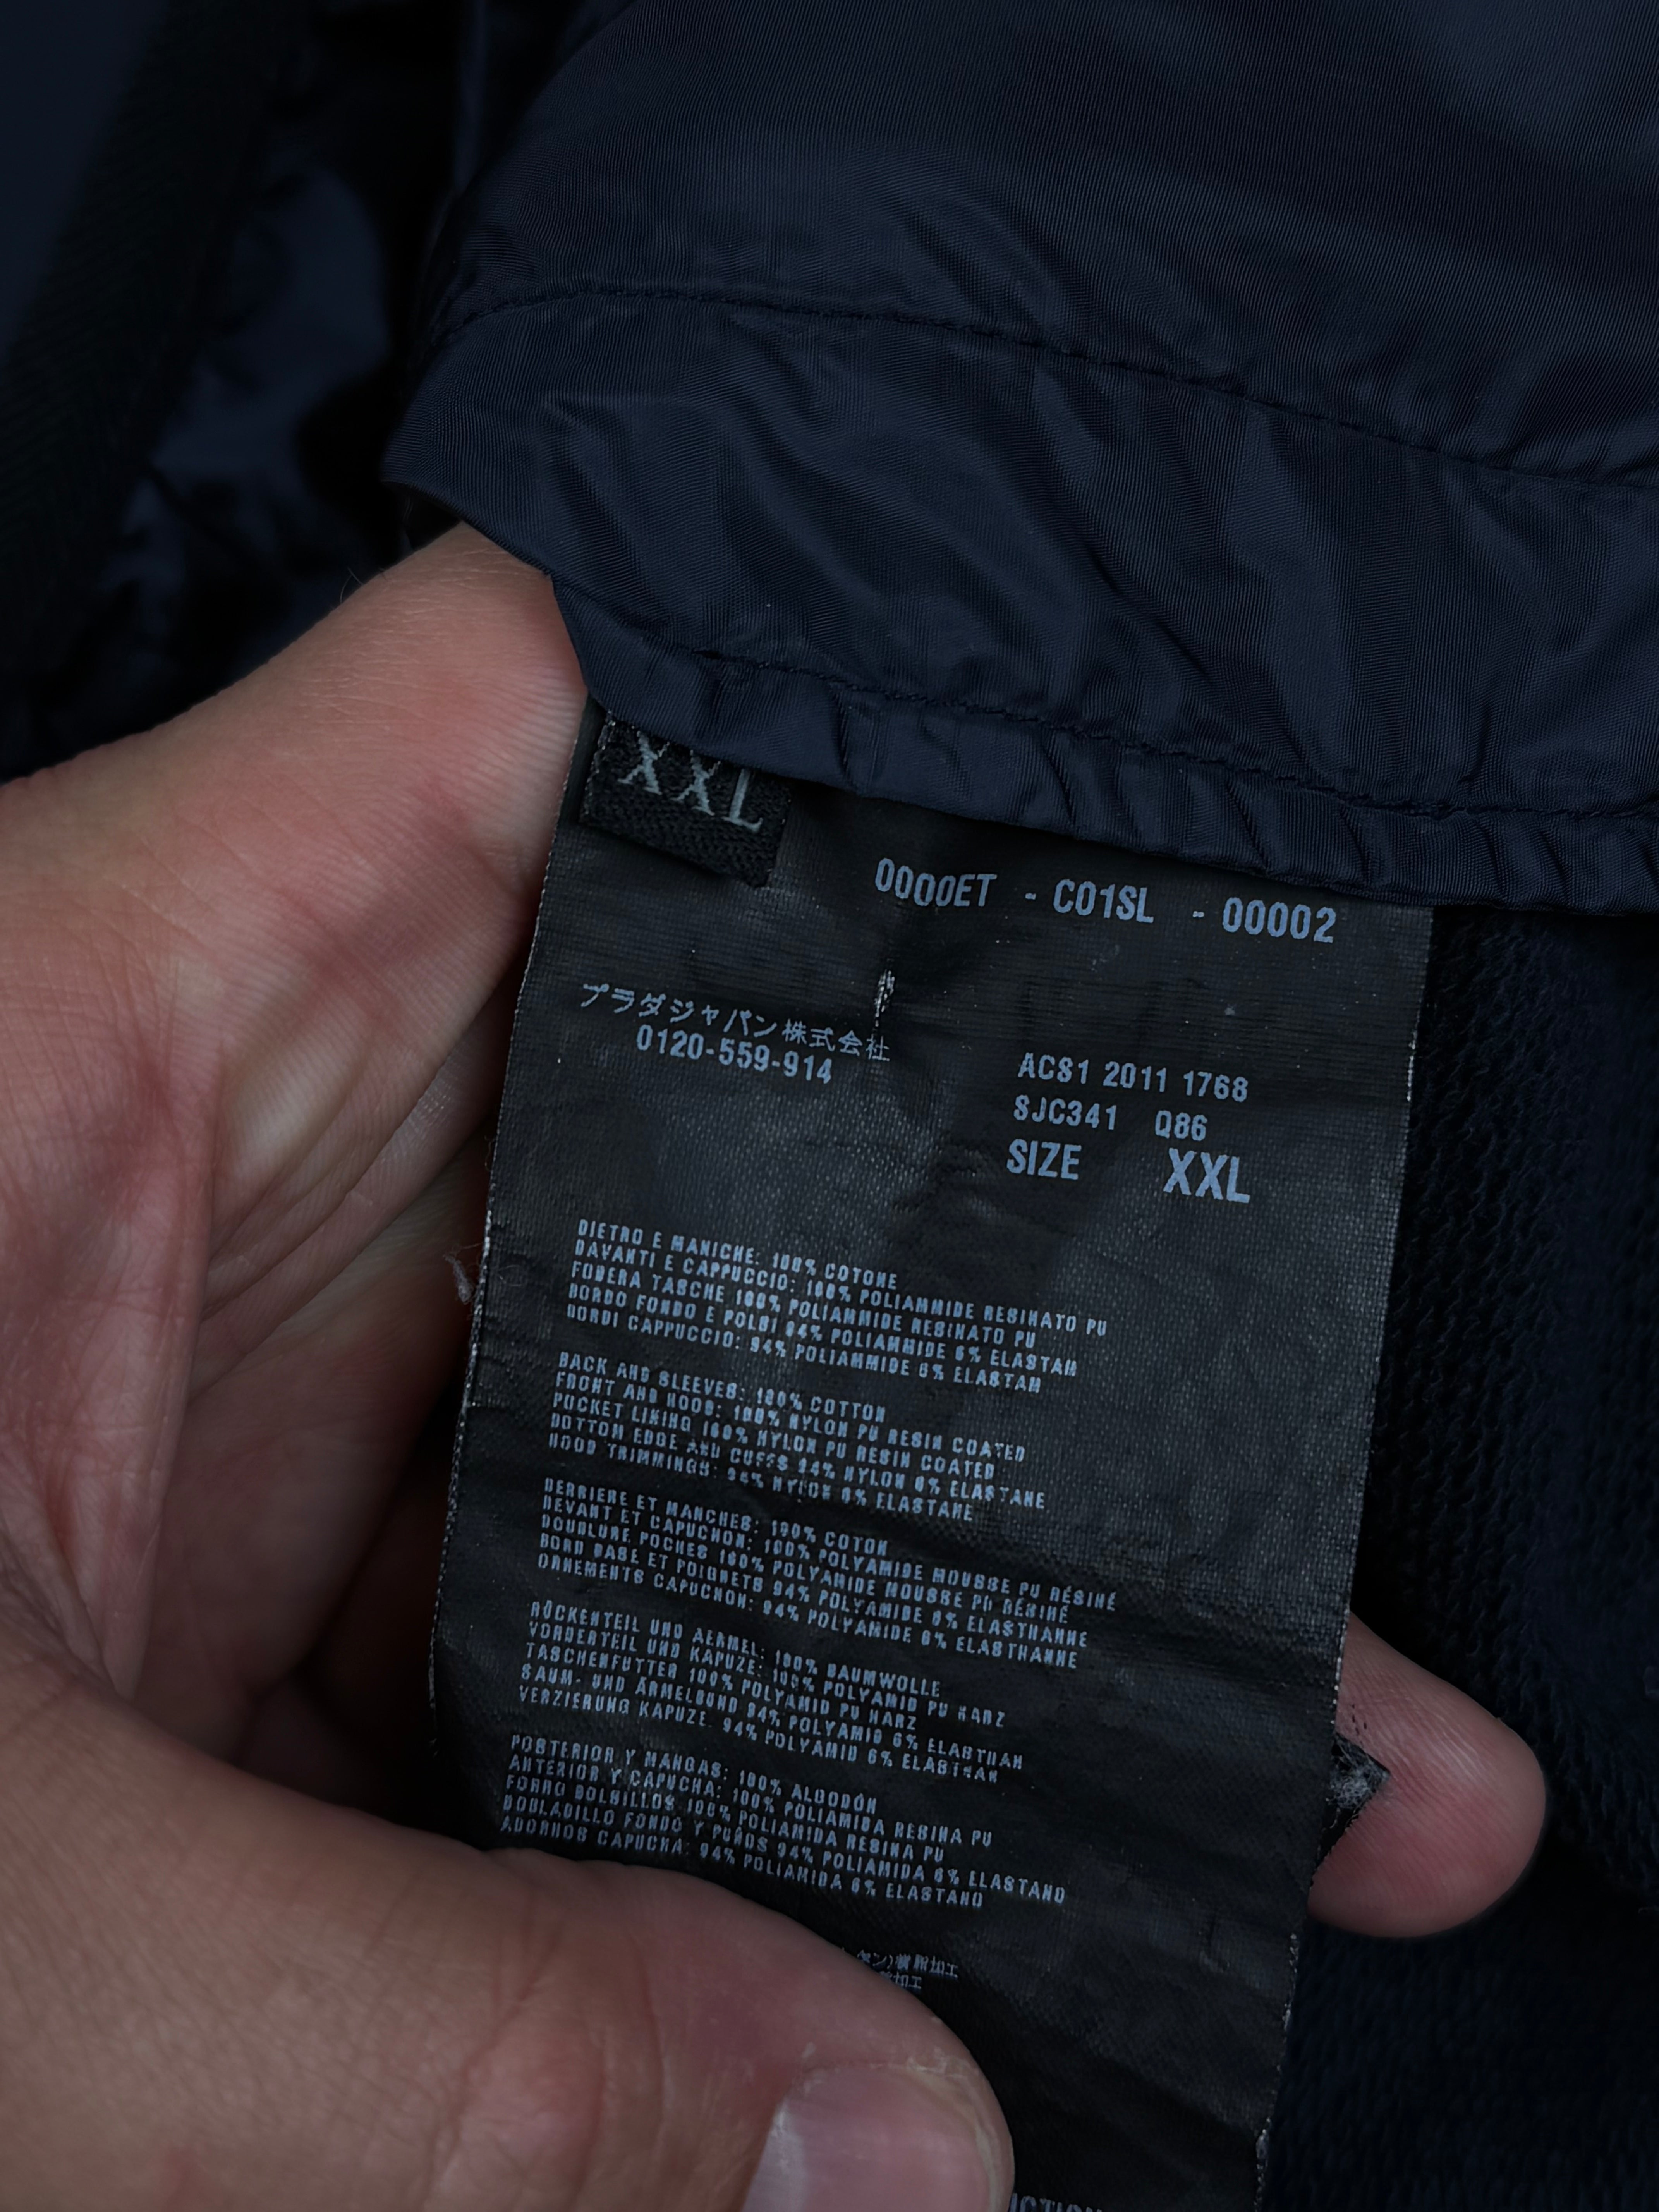 XXL
0000ET - C01SL - 00002
プラダジャパン株式会社
0120-559-914
ACS1 2011 1768
SJC341 Q86
SIZE XXL
DIETRO E MANICHE: 100% COTONE
DAVANTI E CAPPUCCIO: 100% POLIAMMIDE RESINATO PU
FODERA TASCHE 100% POLIAMMIDE RESINATO PU
BORDO FONDO E POLSI 94% POLIAMMIDE 6% ELASTAN
BORDI CAPPUCCIO: 94% POLIAMMIDE 6% ELASTAN
BACK AND SLEEVES: 100% COTTON
FRONT AND HOOD: 100% NYLON PU RESIN COATED
POCKET LINING 100% NYLON PU RESIN COATED
BOTTOM EDGE AND CUFFS 94% NYLON 6% ELASTANE
HOOD TRIMMINGS: 94% NYLON 6% ELASTANE
DERRIERE ET MANCHES: 100% COTON
DEVANT ET CAPUCHON: 100% POLYAMIDE MOUSSE PU RÉSINÉ
DOUBLURE POCHES 100% POLYAMIDE MOUSSE PU RÉSINÉ
BORD BASE ET POIGNETS 94% POLYAMIDE 6% ELASTHANNE
ORNEMENTS CAPUCHON: 94% POLYAMIDE 6% ELASTHANNE
RÜCKENTEIL UND AERMEL: 100% BAUMWOLLE
VORDERTEIL UND KAPUZE: 100% POLYAMID PU HARZ
TASCHENFUTTER 100% POLYAMID PU HARZ
SAUM- UND ÄRMELBUND 94% POLYAMID 6% ELASTHAN
VERZIERUNG KAPUZE: 94% POLYAMID 6% ELASTHAN
POSTERIOR Y MANGAS: 100% ALGODÓN
ANTERIOR Y CAPUCHA: 100% POLIAMIDA RESINA PU
FORRO BOLSILLOS 100% POLIAMIDA RESINA PU
DOBLADILLO FONDO Y PUÑOS 94% POLIAMIDA 6% ELASTANO
ADORNOS CAPUCHA: 94% POLIAMIDA 6% ELASTANO
加工
加工